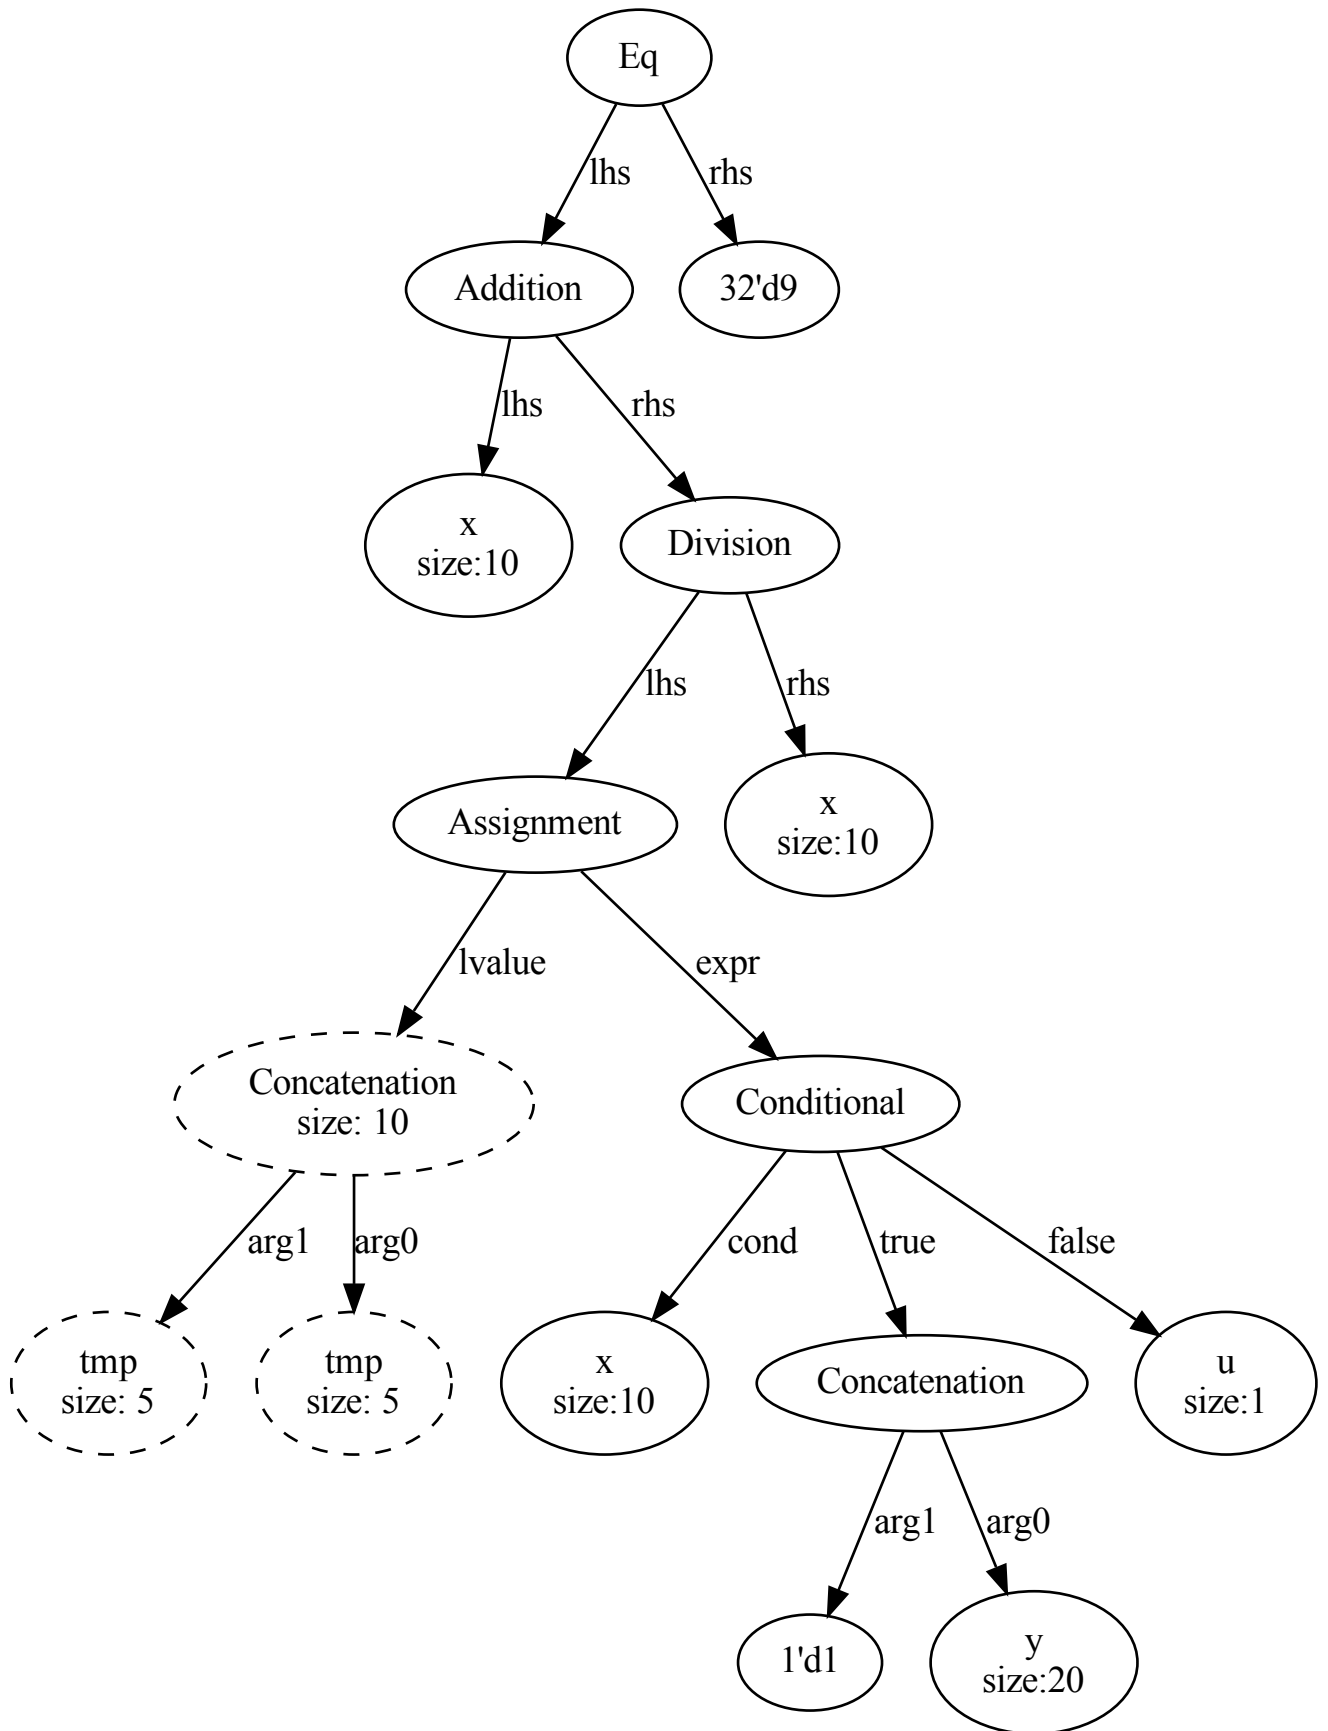 Eq
lhs
rhs
Addition
32'd9
lhs
rhs
x
size:10
Division
lhs
rhs
Assignment
x
size:10
lvalue
expr
Concatenation
size: 10
Conditional
arg1
arg0
cond
true
false
tmp
size: 5
tmp
size: 5
x
size:10
Concatenation
u
size:1
arg1
arg0
1'd1
y
size:20